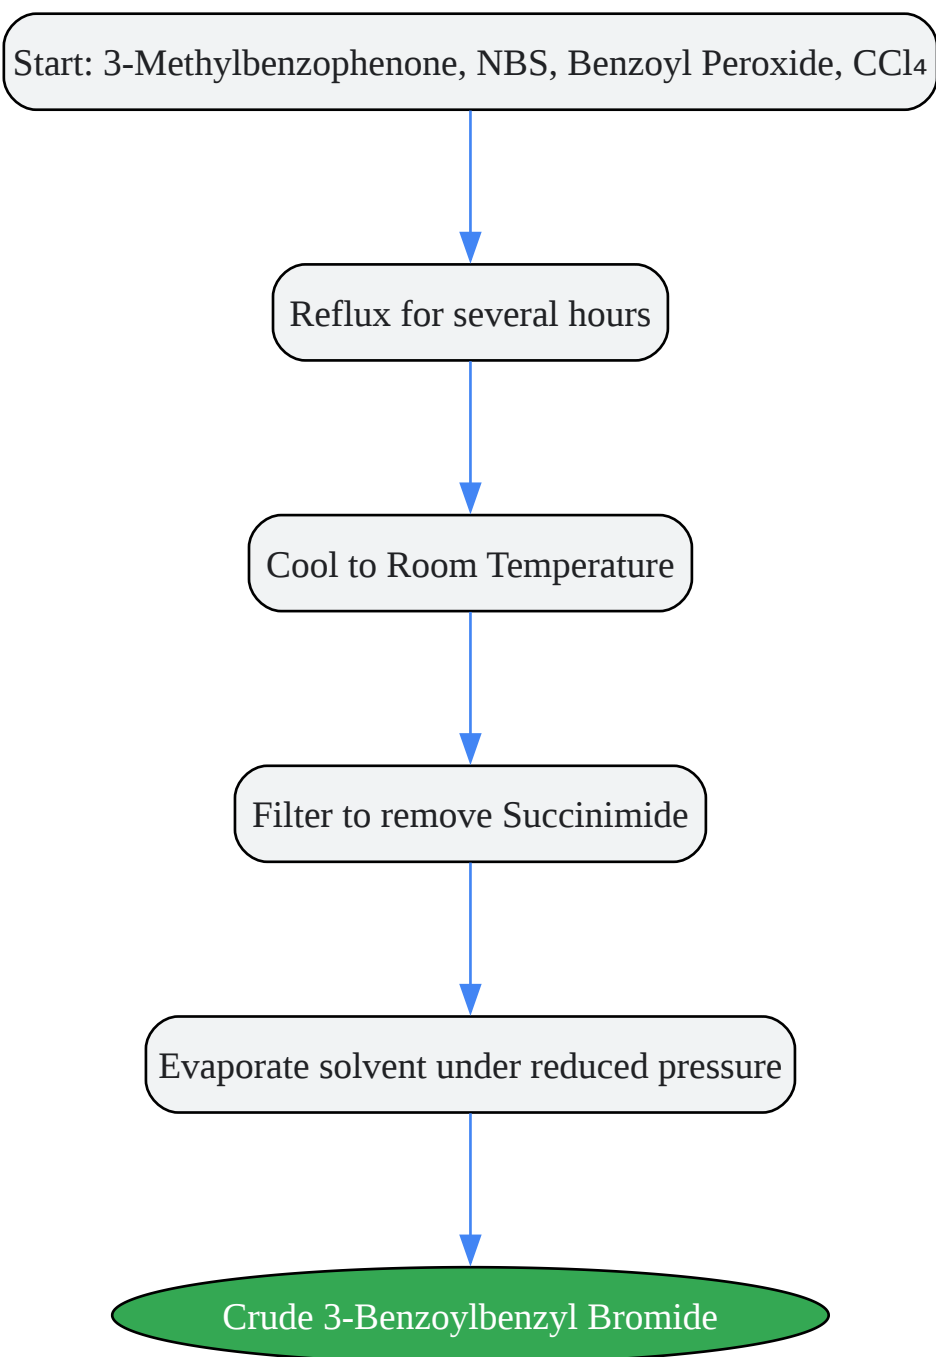 Start: 3-Methylbenzophenone, NBS, Benzoyl Peroxide, CCl₄
Reflux for several hours
Cool to Room Temperature
Filter to remove Succinimide
Evaporate solvent under reduced pressure
Crude 3-Benzoylbenzyl Bromide